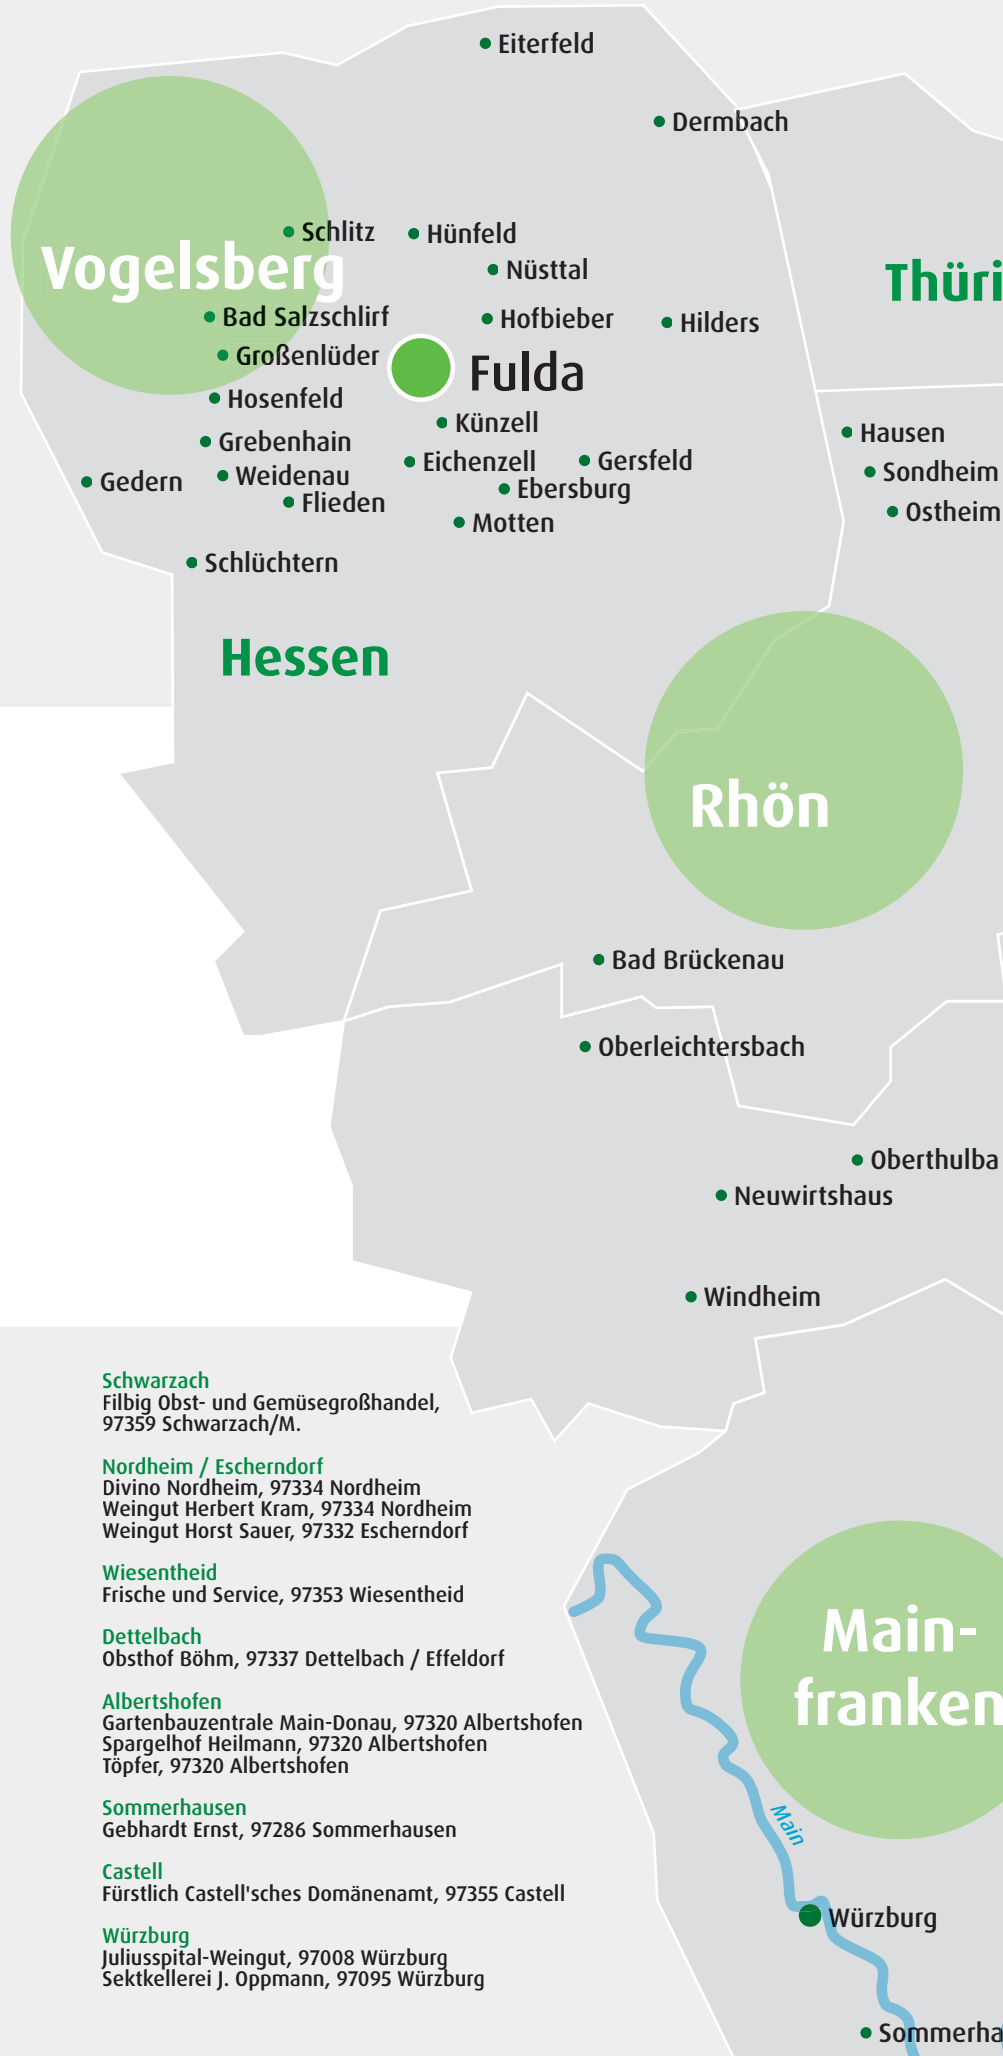 Eiterfeld
Dermbach
Schlitz
Hünfeld
Vogelsberg
Nüsttal
Thüri
Bad Salzschlirf
Hofbieber
Hilders
Großenlüder
Fulda
Hosenfeld
Künzell
Hausen
Grebenhain
Eichenzell
Gersfeld
Sondheim
Gedern
Weidenau
Ebersburg
Flieden
Ostheim
Motten
Schlüchtern
Hessen
Rhön
Bad Brückenau
Oberleichtersbach
Oberthulba
Neuwirtshaus
Windheim
Schwarzach
Filbig Obst- und Gemüsegroßhandel,
97359 Schwarzach/M.
Nordheim / Escherndorf
Divino Nordheim, 97334 Nordheim
Weingut Herbert Kram, 97334 Nordheim
Weingut Horst Sauer, 97332 Escherndorf
Wiesentheid
Frische und Service, 97353 Wiesentheid
Dettelbach
Obsthof Böhm, 97337 Dettelbach / Effeldorf
Albertshofen
Gartenbauzentrale Main-Donau, 97320 Albertshofen
Spargelhof Heilmann, 97320 Albertshofen
Töpfer, 97320 Albertshofen
Sommerhausen
Gebhardt Ernst, 97286 Sommerhausen
Castell
Fürstlich Castell'sches Domänenamt, 97355 Castell
Würzburg
Juliusspital-Weingut, 97008 Würzburg
Sektkellerei J. Oppmann, 97095 Würzburg
Main-
franken
Main
Würzburg
Sommerha